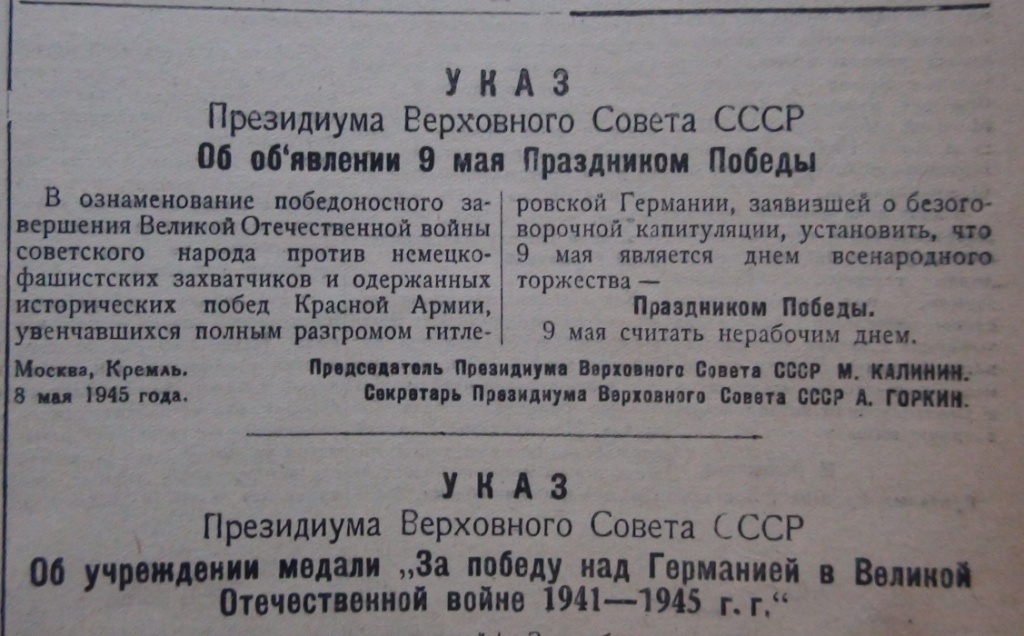 УКАЗ
Президиума Верховного Совета СССР
Об об'явлении 9 мая Праздником Победы
В ознаменование победоносного за-
вершения Великой Отечественной войны
советского народа против немецко-
фашистских захватчиков и одержанных
исторических побед Красной Армии,
увенчавшихся полным разгромом гитле-
ровской Германии, заявившей о безого-
ворочной капитуляции, установить, что
9 мая является днем всенародного
торжества —
Праздником Победы.
9 мая считать нерабочим днем.
Председатель Президиума Верховного Совета СССР М. КАЛИНИН.
Секретарь Президиума Верховного Совета СССР А. ГОРКИН.
Москва, Кремль.
8 мая 1945 года.
УКАЗ
Президиума Верховного Совета СССР
Об учреждении медали „За победу над Германией в Великой
Отечественной войне 1941—1945 г. г.“